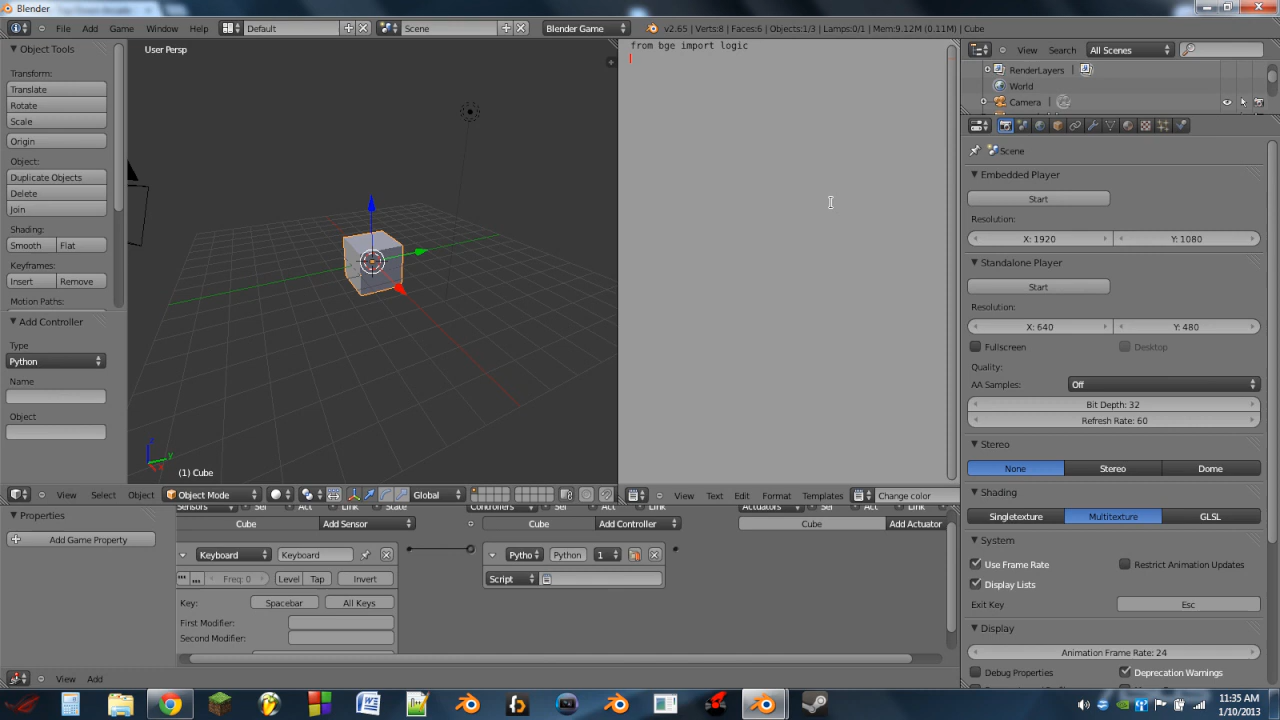 Blender
File Add Game Window Help Default Scene Blender Game v2.65 | Verts:8 | Faces:6 | Objects:1/3 | Lamps:0/1 | Mem:9.12M (0.11M) | Cube
Object Tools
Transform:
Translate
Rotate
Scale
Origin
Object:
Duplicate Objects
Delete
Join
Shading:
Smooth Flat
Keyframes:
Insert Remove
Motion Paths:
Add Controller
Type
Python
Name
Object
User Persp
z
y
x
(1) Cube
View Select Object Object Mode Global
from bge import logic
View Text Edit Format Templates Change color
View Search All Scenes
RenderLayers
World
Camera
Scene
Embedded Player
Start
Resolution:
X: 1920 Y: 1080
Standalone Player
Start
Resolution:
X: 640 Y: 480
Fullscreen Desktop
Quality:
AA Samples: Off
Bit Depth: 32
Refresh Rate: 60
Stereo
None Stereo Dome
Shading
Singletexture Multitexture GLSL
System
Use Frame Rate Restrict Animation Updates
Display Lists
Exit Key Esc
Display
Animation Frame Rate: 24
Debug Properties Deprecation Warnings
Properties
Add Game Property
Sensors Sel Act Link State Controllers Sel Act Link Actuators Sel Act Link State
Cube Add Sensor Cube Add Controller Cube Add Actuator
Keyboard Keyboard Pytho Python 1
Freq: 0 Level Tap Invert Script
Key: Spacebar All Keys
First Modifier:
Second Modifier:
View Add
11:35 AM
1/10/2013